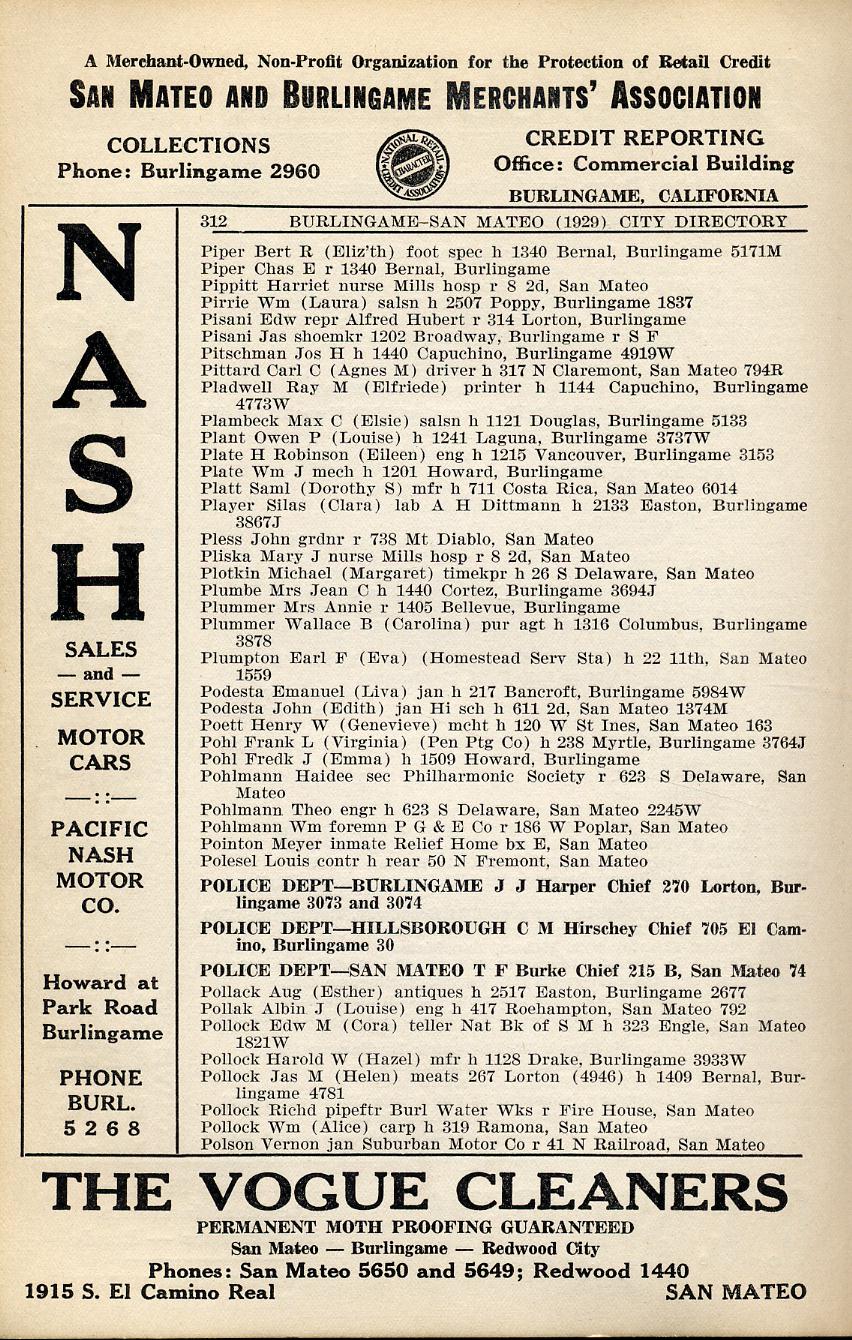 A Merchant-Owned, Non-Profit Organization for the Protection of Retail Credit
SAN MATEO AND BURLINGAME MERCHANTS' ASSOCIATION
COLLECTIONS
Phone: Burlingame 2960
NATIONAL RETAIL
CHARACTER
CREDIT ASSOCIATION
CREDIT REPORTING
Office: Commercial Building
BURLINGAME, CALIFORNIA
N
A
S
H
SALES
— and —
SERVICE
MOTOR
CARS
—::—
PACIFIC
NASH
MOTOR
CO.
—::—
Howard at
Park Road
Burlingame
PHONE
BURL.
5 2 6 8
312 BURLINGAME–SAN MATEO (1929) CITY DIRECTORY
Piper Bert R (Eliz'th) foot spec h 1340 Bernal, Burlingame 5171M
Piper Chas E r 1340 Bernal, Burlingame
Pippitt Harriet nurse Mills hosp r 8 2d, San Mateo
Pirrie Wm (Laura) salsn h 2507 Poppy, Burlingame 1837
Pisani Edw repr Alfred Hubert r 314 Lorton, Burlingame
Pisani Jas shoemkr 1202 Broadway, Burlingame r S F
Pitschman Jos H h 1440 Capuchino, Burlingame 4919W
Pittard Carl C (Agnes M) driver h 317 N Claremont, San Mateo 794R
Pladwell Ray M (Elfriede) printer h 1144 Capuchino, Burlingame
4773W
Plambeck Max C (Elsie) salsn h 1121 Douglas, Burlingame 5133
Plant Owen P (Louise) h 1241 Laguna, Burlingame 3737W
Plate H Robinson (Eileen) eng h 1215 Vancouver, Burlingame 3153
Plate Wm J mech h 1201 Howard, Burlingame
Platt Saml (Dorothy S) mfr h 711 Costa Rica, San Mateo 6014
Player Silas (Clara) lab A H Dittmann h 2133 Easton, Burlingame
3867J
Pless John grdnr r 738 Mt Diablo, San Mateo
Pliska Mary J nurse Mills hosp r 8 2d, San Mateo
Plotkin Michael (Margaret) timekpr h 26 S Delaware, San Mateo
Plumbe Mrs Jean C h 1440 Cortez, Burlingame 3694J
Plummer Mrs Annie r 1405 Bellevue, Burlingame
Plummer Wallace B (Carolina) pur agt h 1316 Columbus, Burlingame
3878
Plumpton Earl F (Eva) (Homestead Serv Sta) h 22 11th, San Mateo
1559
Podesta Emanuel (Liva) jan h 217 Bancroft, Burlingame 5984W
Podesta John (Edith) jan Hi sch h 611 2d, San Mateo 1374M
Poett Henry W (Genevieve) mcht h 120 W St Ines, San Mateo 163
Pohl Frank L (Virginia) (Pen Ptg Co) h 238 Myrtle, Burlingame 3764J
Pohl Fredk J (Emma) h 1509 Howard, Burlingame
Pohlmann Haidee sec Philharmonic Society r 623 S Delaware, San
Mateo
Pohlmann Theo engr h 623 S Delaware, San Mateo 2245W
Pohlmann Wm foremn P G & E Co r 186 W Poplar, San Mateo
Pointon Meyer inmate Relief Home bx E, San Mateo
Polesel Louis contr h rear 50 N Fremont, San Mateo
POLICE DEPT—BURLINGAME J J Harper Chief 270 Lorton, Bur-
lingame 3073 and 3074
POLICE DEPT—HILLSBOROUGH C M Hirschey Chief 705 El Cam-
ino, Burlingame 30
POLICE DEPT—SAN MATEO T F Burke Chief 215 B, San Mateo 74
Pollack Aug (Esther) antiques h 2517 Easton, Burlingame 2677
Pollak Albin J (Louise) eng h 417 Roehampton, San Mateo 792
Pollock Edw M (Cora) teller Nat Bk of S M h 323 Engle, San Mateo
1821W
Pollock Harold W (Hazel) mfr h 1128 Drake, Burlingame 3933W
Pollock Jas M (Helen) meats 267 Lorton (4946) h 1409 Bernal, Bur-
lingame 4781
Pollock Richd pipeftr Burl Water Wks r Fire House, San Mateo
Pollock Wm (Alice) carp h 319 Ramona, San Mateo
Polson Vernon jan Suburban Motor Co r 41 N Railroad, San Mateo
THE VOGUE CLEANERS
PERMANENT MOTH PROOFING GUARANTEED
San Mateo — Burlingame — Redwood City
Phones: San Mateo 5650 and 5649; Redwood 1440
1915 S. El Camino Real SAN MATEO